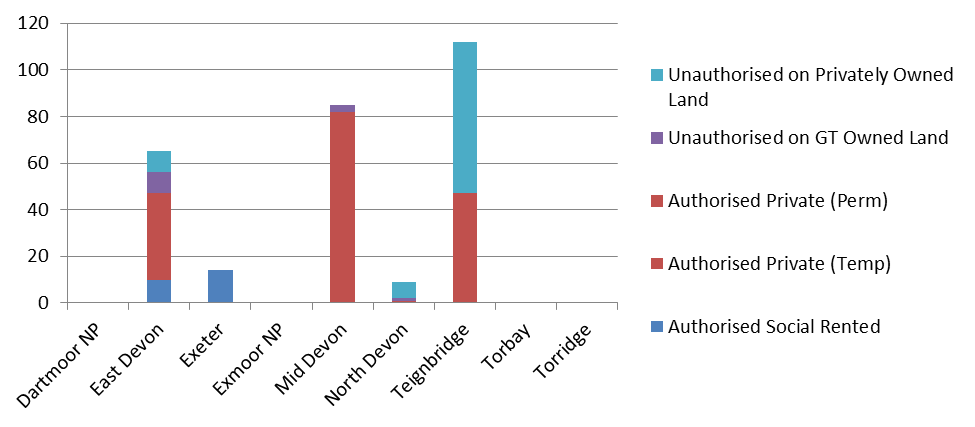 120
100
80
60
40
20
0
Dartmoor NP
East Devon
Exeter
Exmoor NP
Mid Devon
North Devon
Teignbridge
Torbay
Torridge
Unauthorised on Privately Owned
Land
Unauthorised on GT Owned Land
Authorised Private (Perm)
Authorised Private (Temp)
Authorised Social Rented